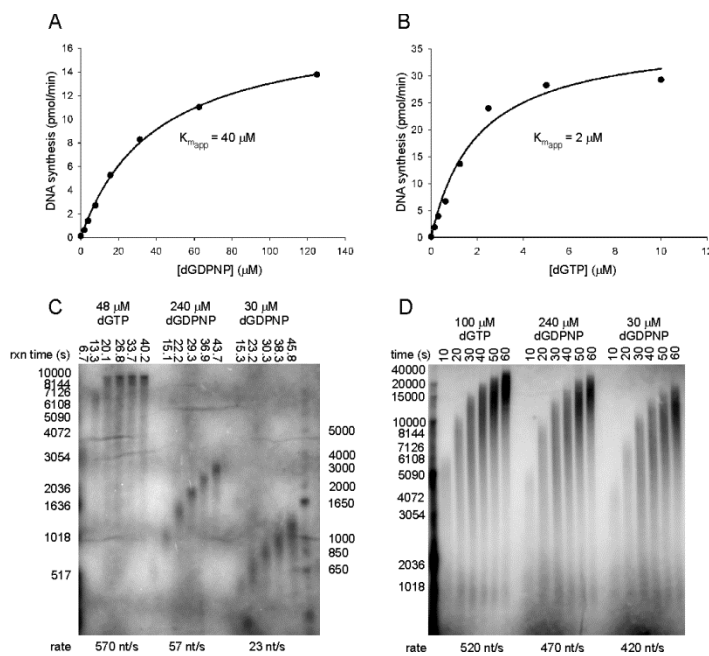 A
B
DNA synthesis (pmol/min)
16
14
12
10
8
6
4
2
0
Kmapp = 40 μM
0 20 40 60 80 100 120 140
[dGDPNP] (μM)
DNA synthesis (pmol/min)
35
30
25
20
15
10
5
0
Kmapp = 2 μM
0 2 4 6 8 10 12
[dGTP] (μM)
C
48 μM 240 μM 30 μM
dGTP dGDPNP dGDPNP
rxn time (s) 6.7 13.3 20.1 26.8 33.7 40.2 15.1 22.2 29.3 36.9 43.7 15.3 23.2 30.3 38.3 45.8
10000
8144
7126
6108
5090
4072
3054
2036
1636
1018
517
5000
4000
3000
2000
1650
1000
850
650
rate 570 nt/s 57 nt/s 23 nt/s
D
100 μM 240 μM 30 μM
dGTP dGDPNP dGDPNP
time (s) 10 20 30 40 50 60 10 20 30 40 50 60 10 20 30 40 50 60
40000
20000
15000
10000
8144
7126
6108
5090
4072
3054
2036
1018
rate 520 nt/s 470 nt/s 420 nt/s